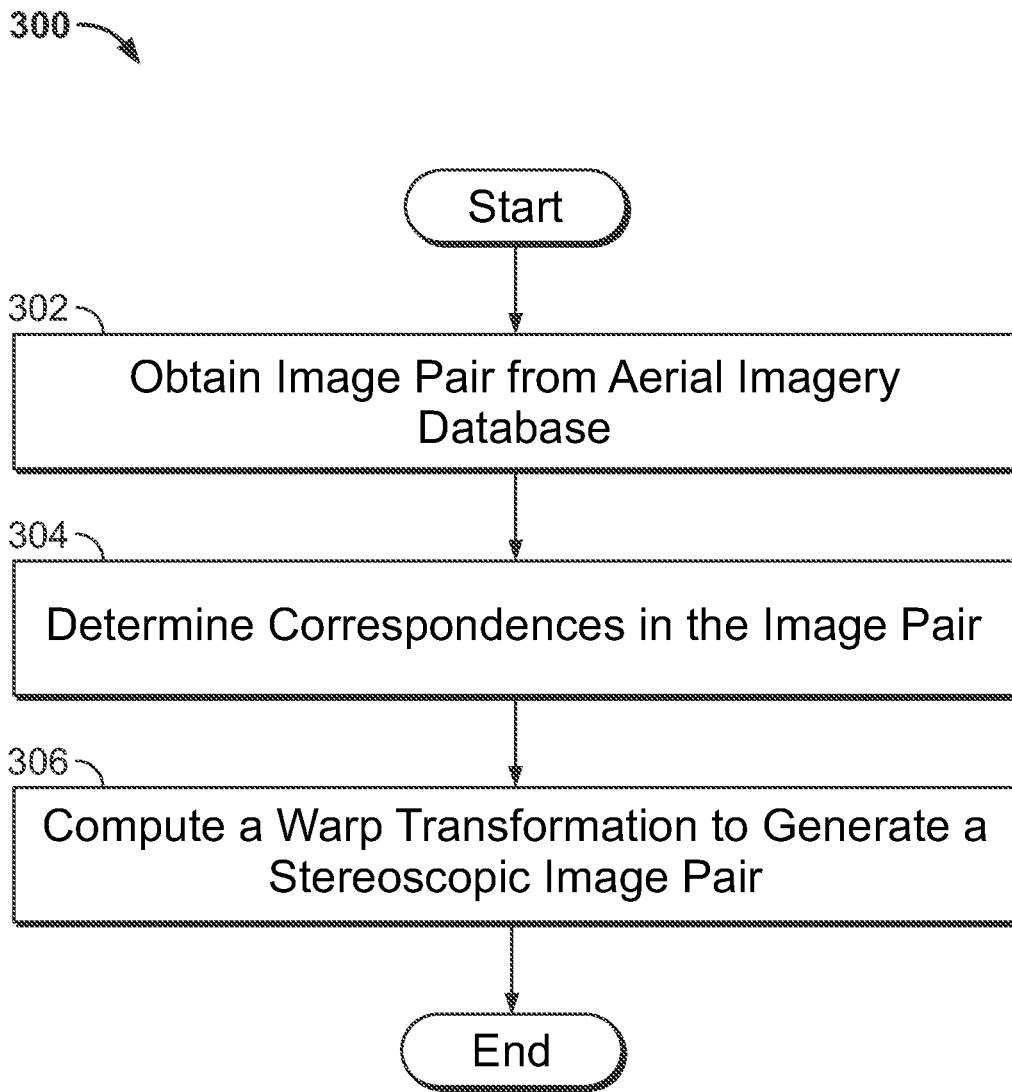 300
Start
302
Obtain Image Pair from Aerial Imagery
Database
304
Determine Correspondences in the Image Pair
306
Compute a Warp Transformation to Generate a
Stereoscopic Image Pair
End